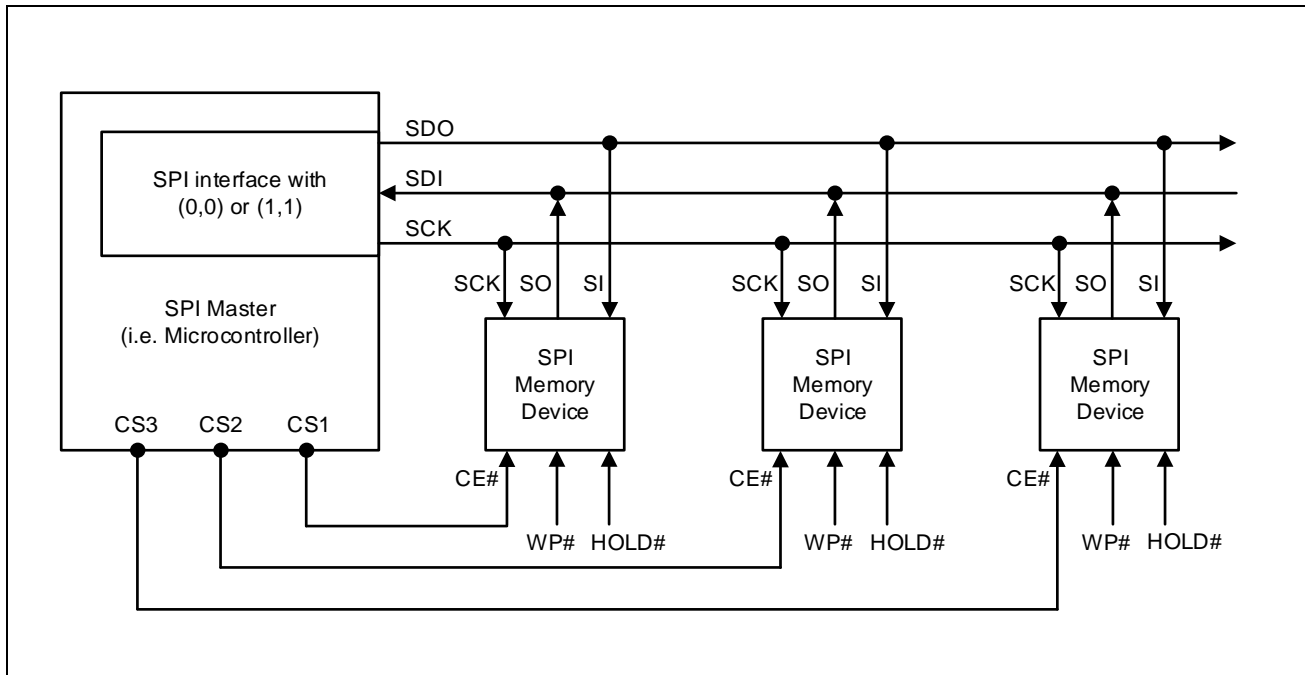 SDO
SPI interface with
(0,0) or (1,1)
SDI
SCK
SPI Master
(i.e. Microcontroller)
SCK SO SI
SCK SO SI
SCK SO SI
SPI
Memory
Device
SPI
Memory
Device
SPI
Memory
Device
CS3 CS2 CS1
CE#
CE#
CE#
WP# HOLD#
WP# HOLD#
WP# HOLD#